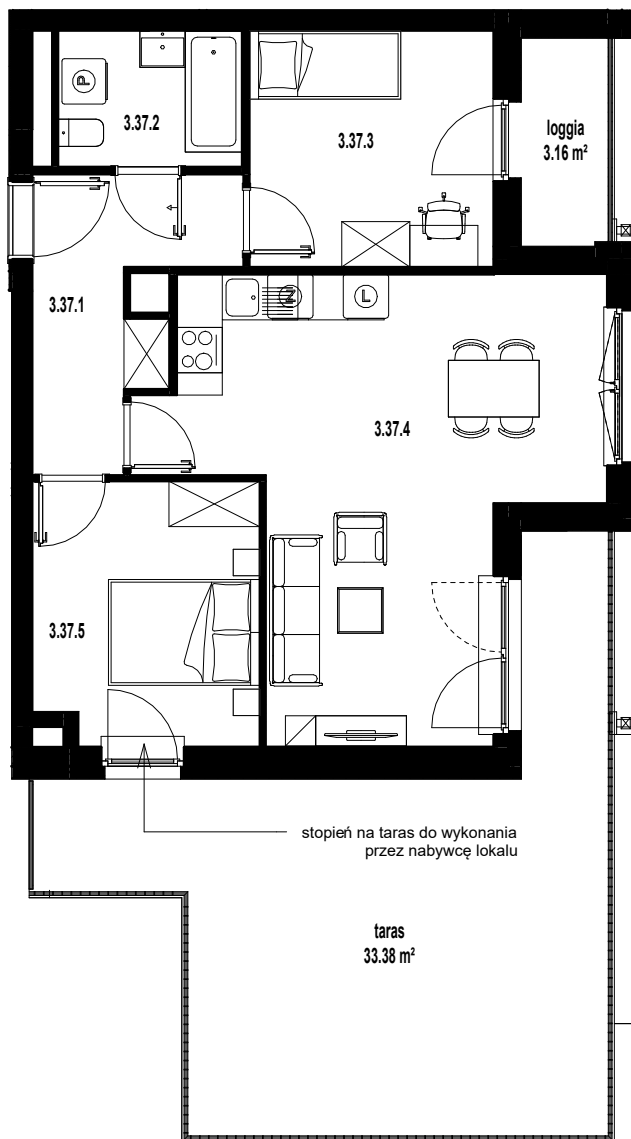 P
3.37.2
3.37.3
loggia
3.16 m²
3.37.1
Z
L
3.37.4
3.37.5
stopień na taras do wykonania
przez nabywcę lokalu
taras
33.38 m²